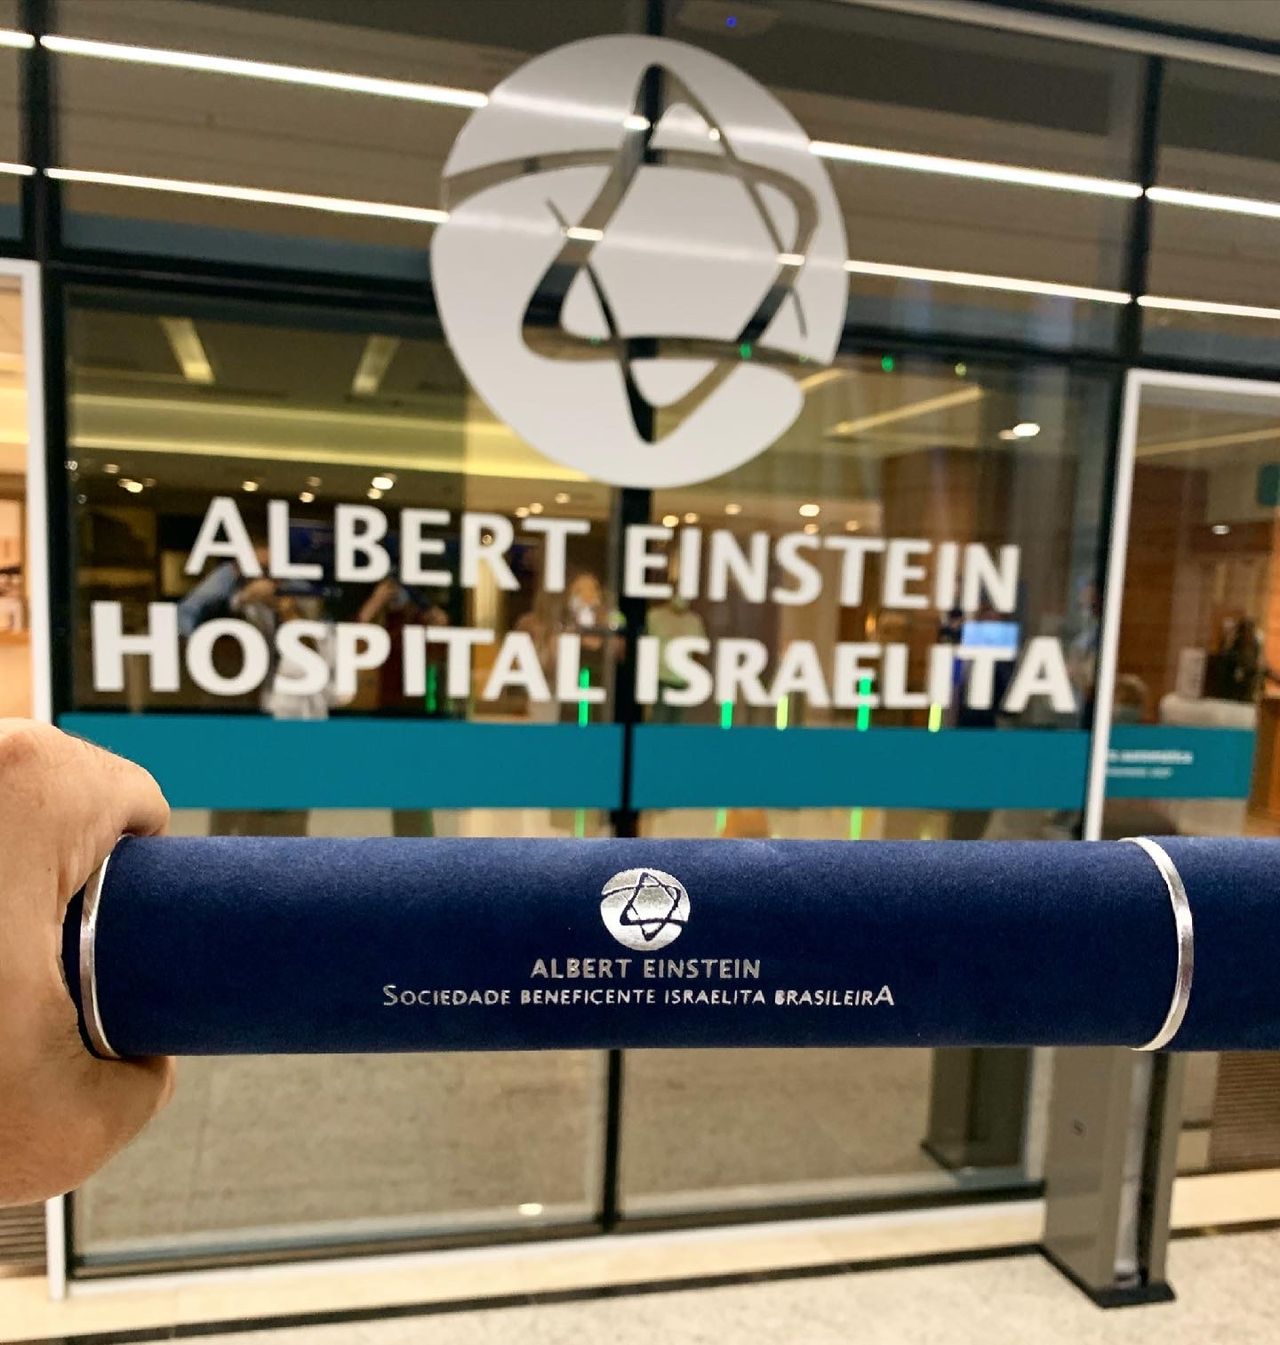 ALBERT EINSTEIN
HOSPITAL ISRAELITA
ALBERT EINSTEIN
SOCIEDADE BENEFICENTE ISRAELITA BRASILEIRA